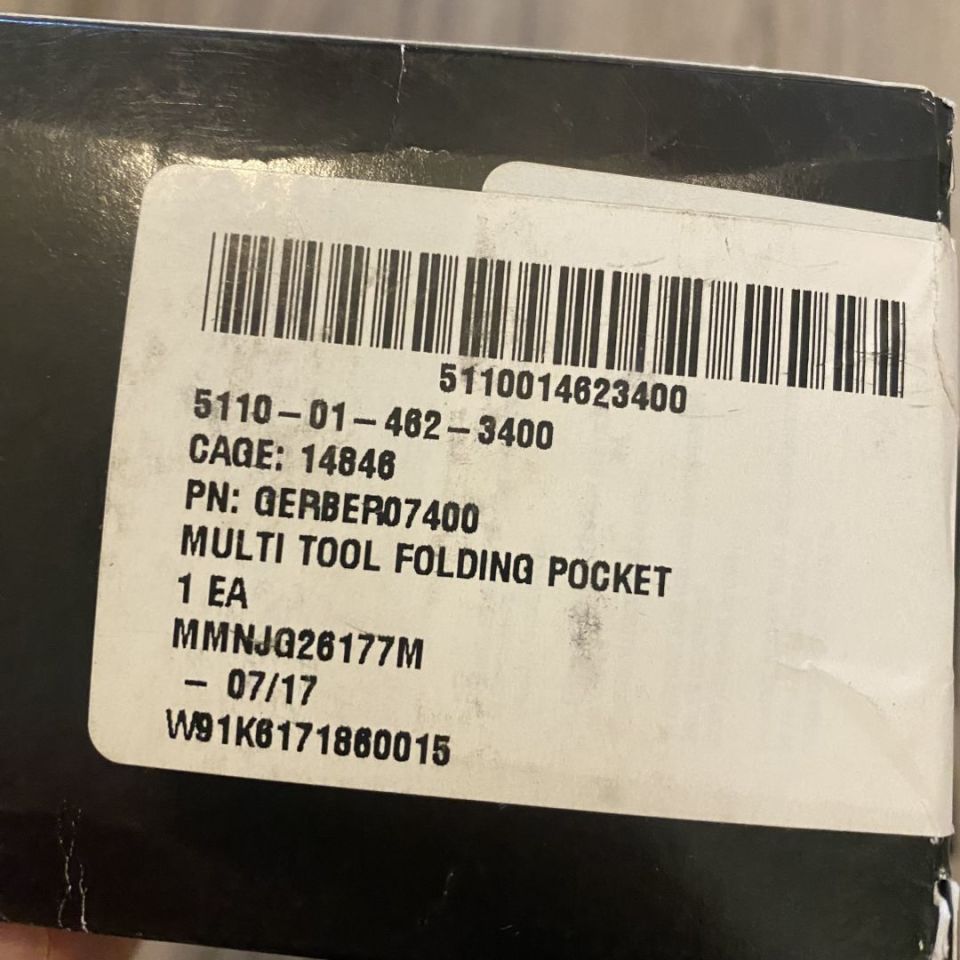 5110014623400
5110-01-462-3400
CAGE: 14846
PN: GERBER07400
MULTI TOOL FOLDING POCKET
1 EA
MMNJG26177M
- 07/17
W91K6171860015